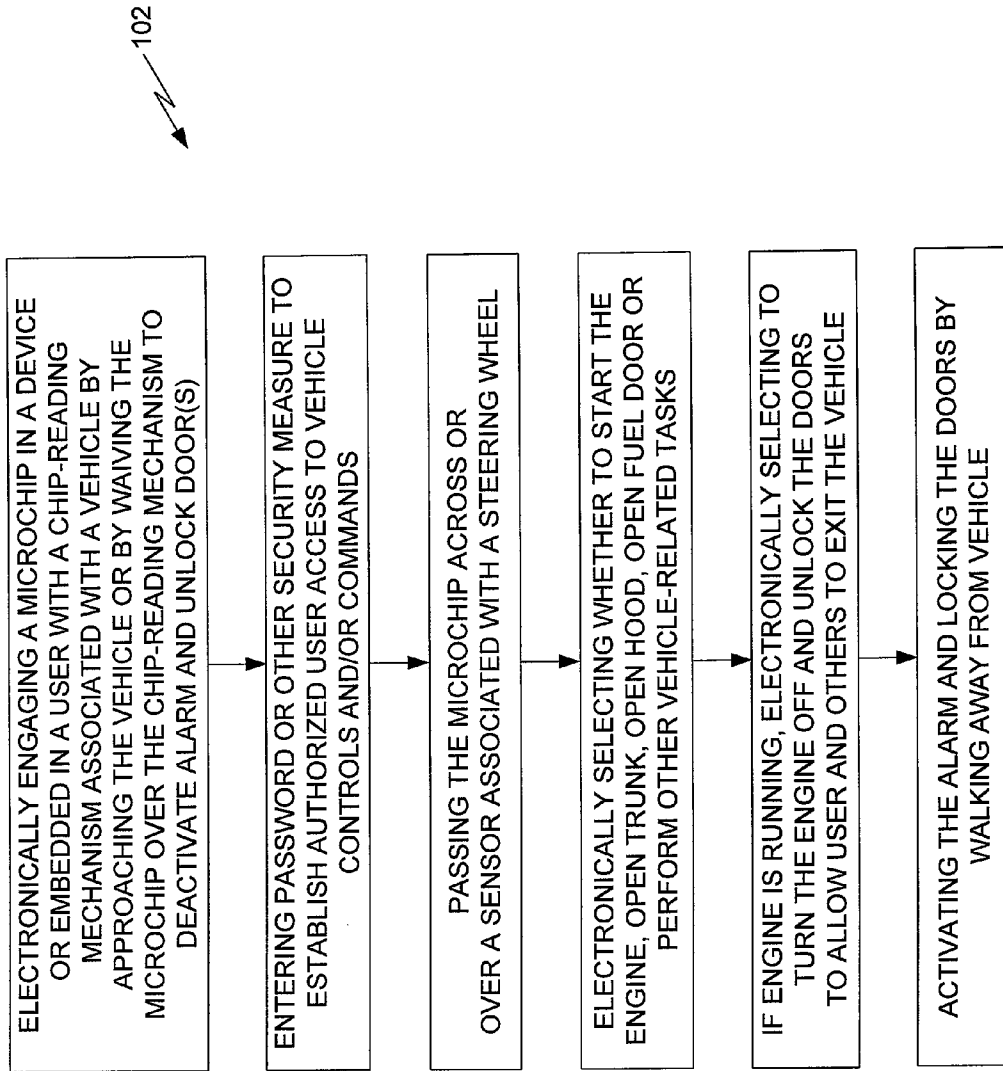 102
ELECTRONICALLY ENGAGING A MICROCHIP IN A DEVICE
OR EMBEDDED IN A USER WITH A CHIP-READING
MECHANISM ASSOCIATED WITH A VEHICLE BY
APPROACHING THE VEHICLE OR BY WAIVING THE
MICROCHIP OVER THE CHIP-READING MECHANISM TO
DEACTIVATE ALARM AND UNLOCK DOOR(S)
ENTERING PASSWORD OR OTHER SECURITY MEASURE TO
ESTABLISH AUTHORIZED USER ACCESS TO VEHICLE
CONTROLS AND/OR COMMANDS
PASSING THE MICROCHIP ACROSS OR
OVER A SENSOR ASSOCIATED WITH A STEERING WHEEL
ELECTRONICALLY SELECTING WHETHER TO START THE
ENGINE, OPEN TRUNK, OPEN HOOD, OPEN FUEL DOOR OR
PERFORM OTHER VEHICLE-RELATED TASKS
IF ENGINE IS RUNNING, ELECTRONICALLY SELECTING TO
TURN THE ENGINE OFF AND UNLOCK THE DOORS
TO ALLOW USER AND OTHERS TO EXIT THE VEHICLE
ACTIVATING THE ALARM AND LOCKING THE DOORS BY
WALKING AWAY FROM VEHICLE